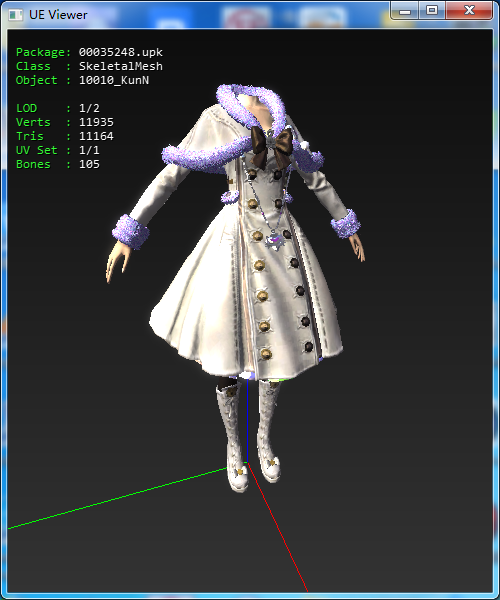 UE Viewer
Package: 00035248.upk
Class : SkeletalMesh
Object : 10010_KunN
LOD : 1/2
Verts : 11935
Tris : 11164
UV Set : 1/1
Bones : 105